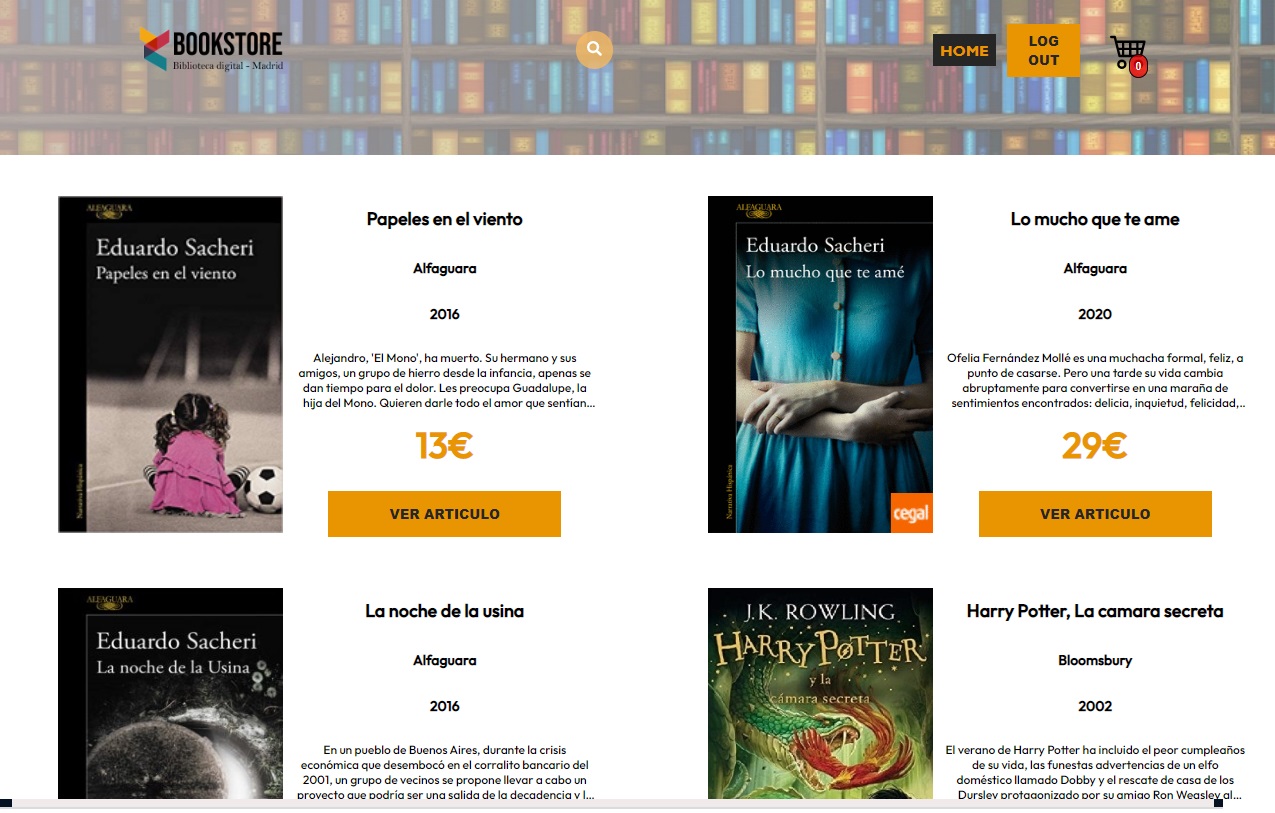 BOOKSTORE
Biblioteca digital - Madrid
HOME
LOG
OUT
0
ALFAGUARA
Eduardo Sacheri
Papeles en el viento
Narrativa Hispánica
Papeles en el viento
Alfaguara
2016
Alejandro, 'El Mono', ha muerto. Su hermano y sus
amigos, un grupo de hierro desde la infancia, apenas se
dan tiempo para el dolor. Les preocupa Guadalupe, la
hija del Mono. Quieren darle todo el amor que sentían...
13€
VER ARTICULO
ALFAGUARA
Eduardo Sacheri
Lo mucho que te amé
Narrativa Hispánica
cegal
Lo mucho que te ame
Alfaguara
2020
Ofelia Fernández Mollé es una muchacha formal, feliz, a
punto de casarse. Pero una tarde su vida cambia
abruptamente para convertirse en una maraña de
sentimientos encontrados: delicia, inquietud, felicidad,..
29€
VER ARTICULO
ALFAGUARA
Eduardo Sacheri
La noche de la Usina
La noche de la usina
Alfaguara
2016
En un pueblo de Buenos Aires, durante la crisis
económica que desembocó en el corralito bancario del
2001, un grupo de vecinos se propone llevar a cabo un
proyecto que podría ser una salida de la decadencia y l...
J.K. ROWLING
HARRY POTTER
y la
cámara secreta
Harry Potter, La camara secreta
Bloomsbury
2002
El verano de Harry Potter ha incluido el peor cumpleaños
de su vida, las funestas advertencias de un elfo
doméstico llamado Dobby y el rescate de casa de los
Dursley protagonizado por su amigo Ron Weasley al...